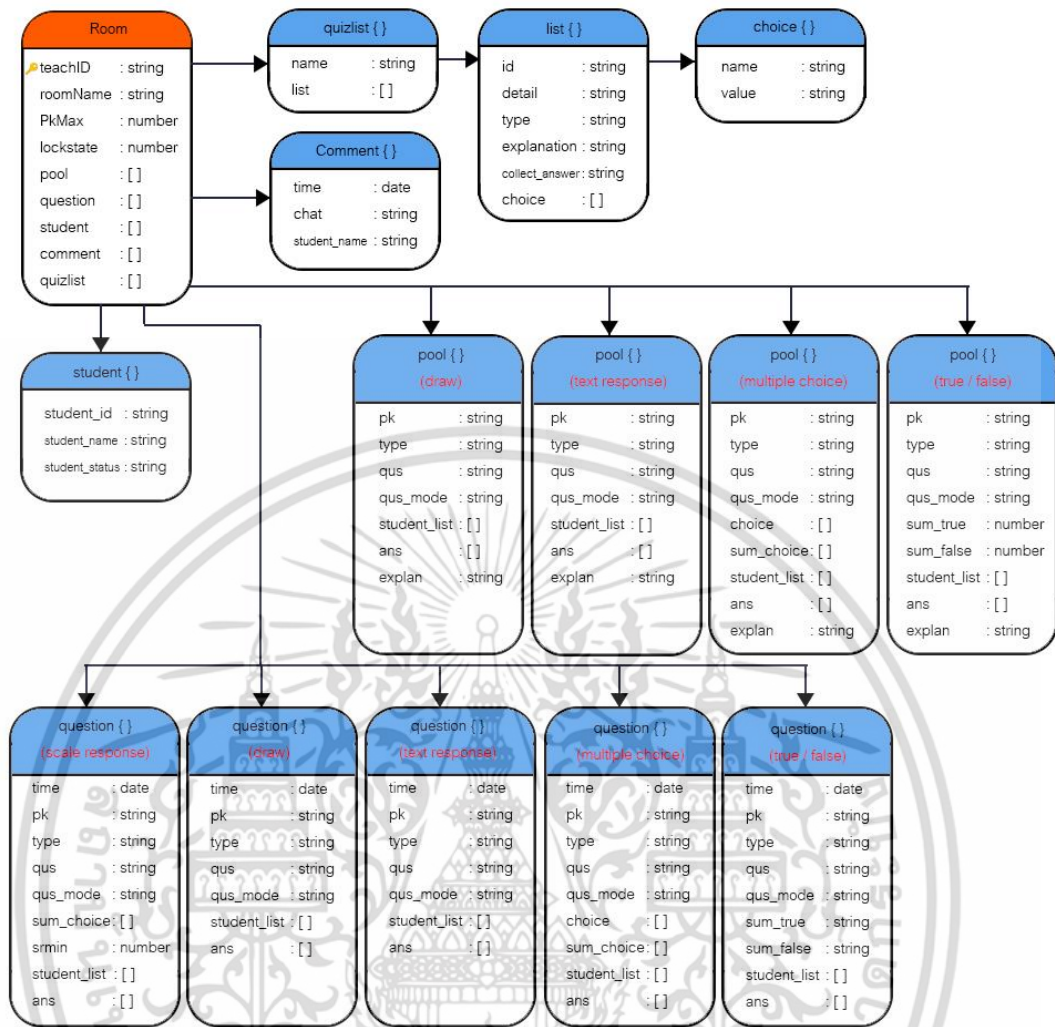 Room
teachID : string
roomName : string
PkMax : number
lockstate : number
pool : [ ]
question : [ ]
student : [ ]
comment : [ ]
quizlist : [ ]
quizlist { }
name : string
list : [ ]
list { }
id : string
detail : string
type : string
explanation : string
collect_answer : string
choice : [ ]
choice { }
name : string
value : string
Comment { }
time : date
chat : string
student_name : string
student { }
student_id : string
student_name : string
student_status : string
pool { }
(draw)
pk : string
type : string
qus : string
qus_mode : string
student_list : [ ]
ans : [ ]
explan : string
pool { }
(text response)
pk : string
type : string
qus : string
qus_mode : string
student_list : [ ]
ans : [ ]
explan : string
pool { }
(multiple choice)
pk : string
type : string
qus : string
qus_mode : string
choice : [ ]
sum_choice : [ ]
student_list : [ ]
ans : [ ]
explan : string
pool { }
(true / false)
pk : string
type : string
qus : string
qus_mode : string
sum_true : number
sum_false : number
student_list : [ ]
ans : [ ]
explan : string
question { }
(scale response)
time : date
pk : string
type : string
qus : string
qus_mode : string
sum_choice : [ ]
srmin : number
student_list : [ ]
ans : [ ]
question { }
(draw)
time : date
pk : string
type : string
qus : string
qus_mode : string
student_list : [ ]
ans : [ ]
question { }
(text response)
time : date
pk : string
type : string
qus : string
qus_mode : string
student_list : [ ]
ans : [ ]
question { }
(multiple choice)
time : date
pk : string
type : string
qus : string
qus_mode : string
choice : [ ]
sum_choice : [ ]
student_list : [ ]
ans : [ ]
question { }
(true / false)
time : date
pk : string
type : string
qus : string
qus_mode : string
sum_true : string
sum_false : string
student_list : [ ]
ans : [ ]